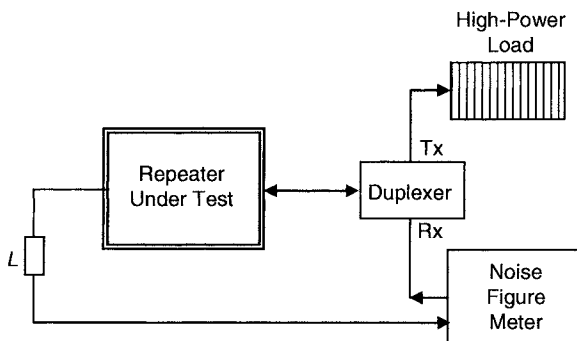 High-Power
Load
Tx
Repeater
Under Test
Duplexer
Rx
L
Noise
Figure
Meter